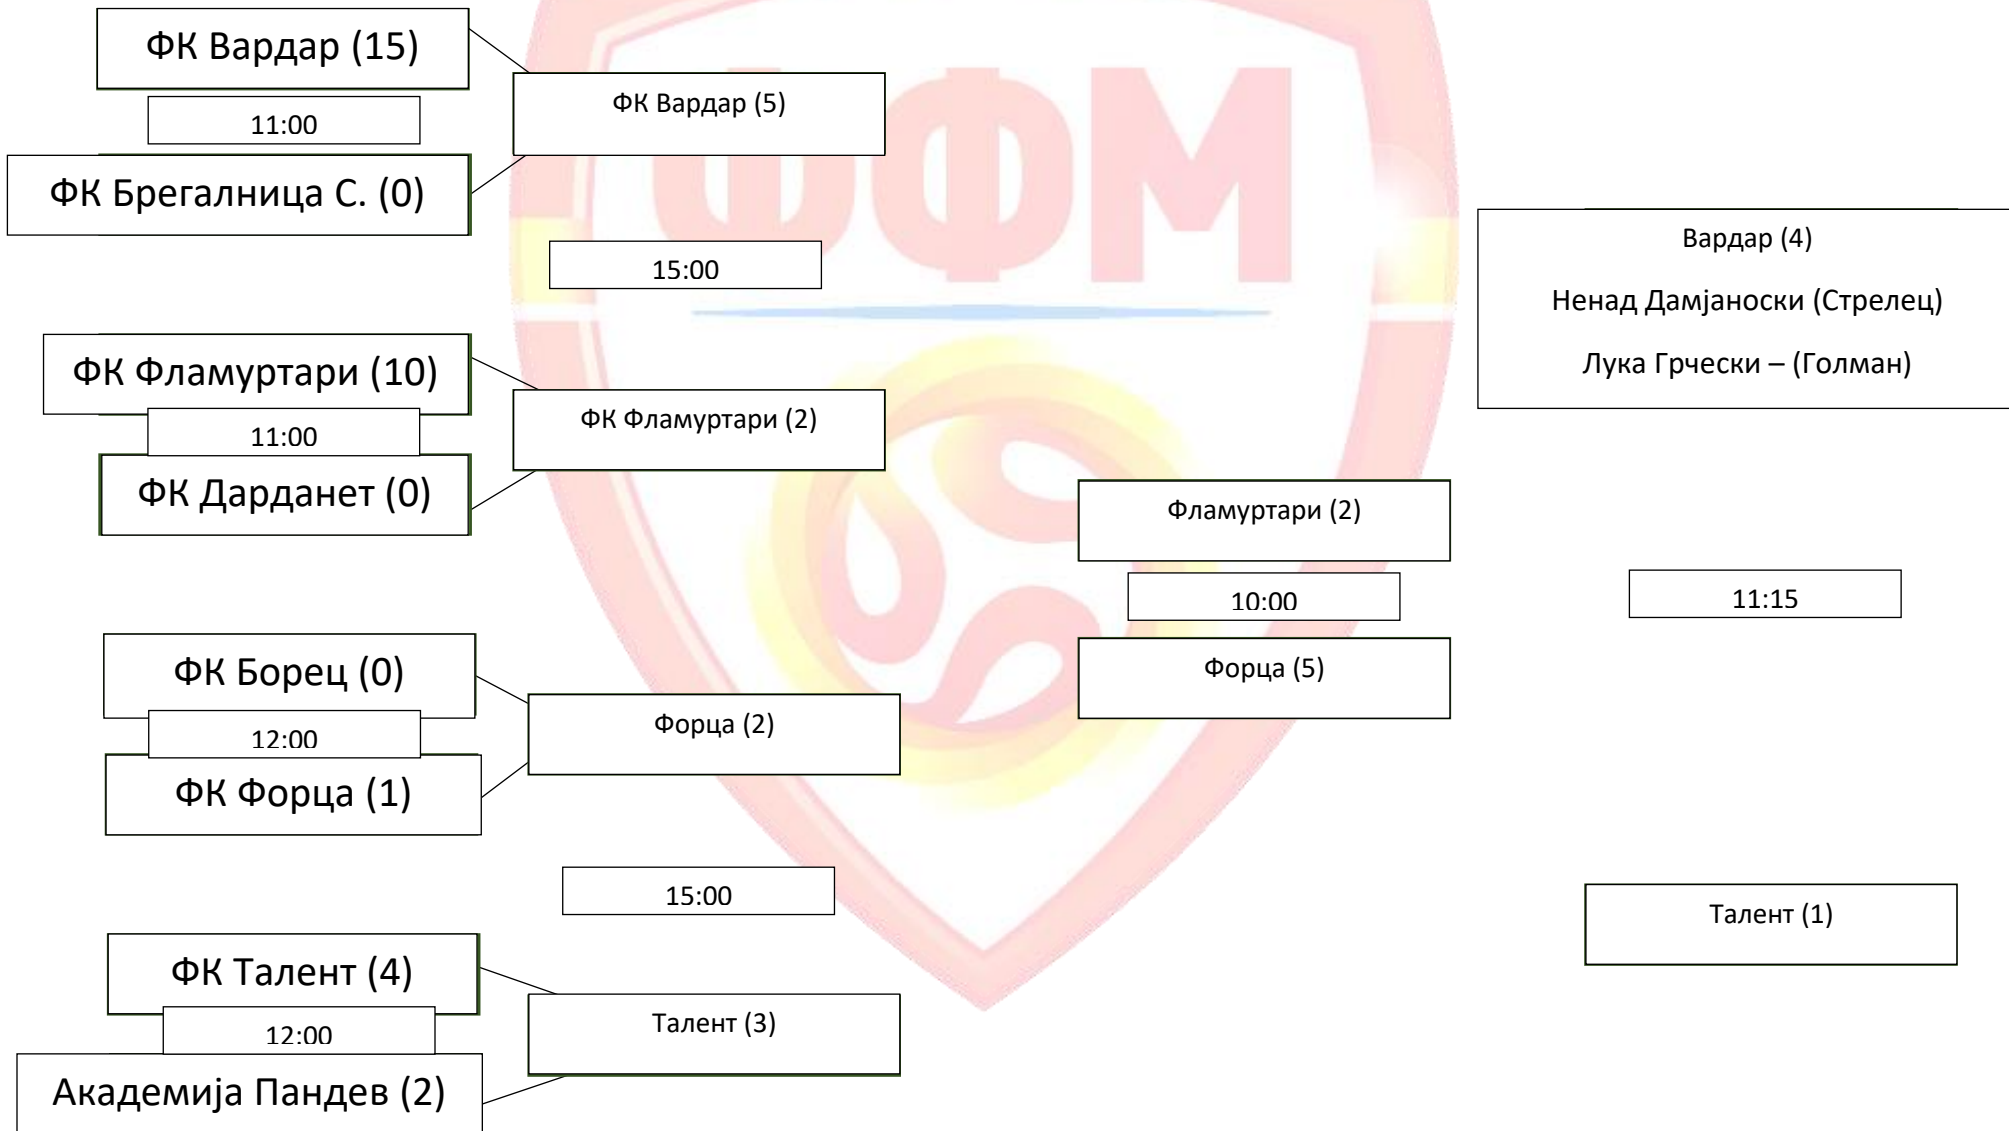 ФК Вардар (15)
11:00
ФК Брегалница С. (0)
ФК Фламуртари (10)
11:00
ФК Дарданет (0)
ФК Борец (0)
12:00
ФК Форца (1)
ФК Талент (4)
12:00
Академија Пандев (2)
ФК Вардар (5)
15:00
ФК Фламуртари (2)
Форца (2)
15:00
Талент (3)
ФФМ
Фламуртари (2)
10:00
Форца (5)
Вардар (4)
Ненад Дамјаноски (Стрелец)
Лука Грчески – (Голман)
11:15
Талент (1)